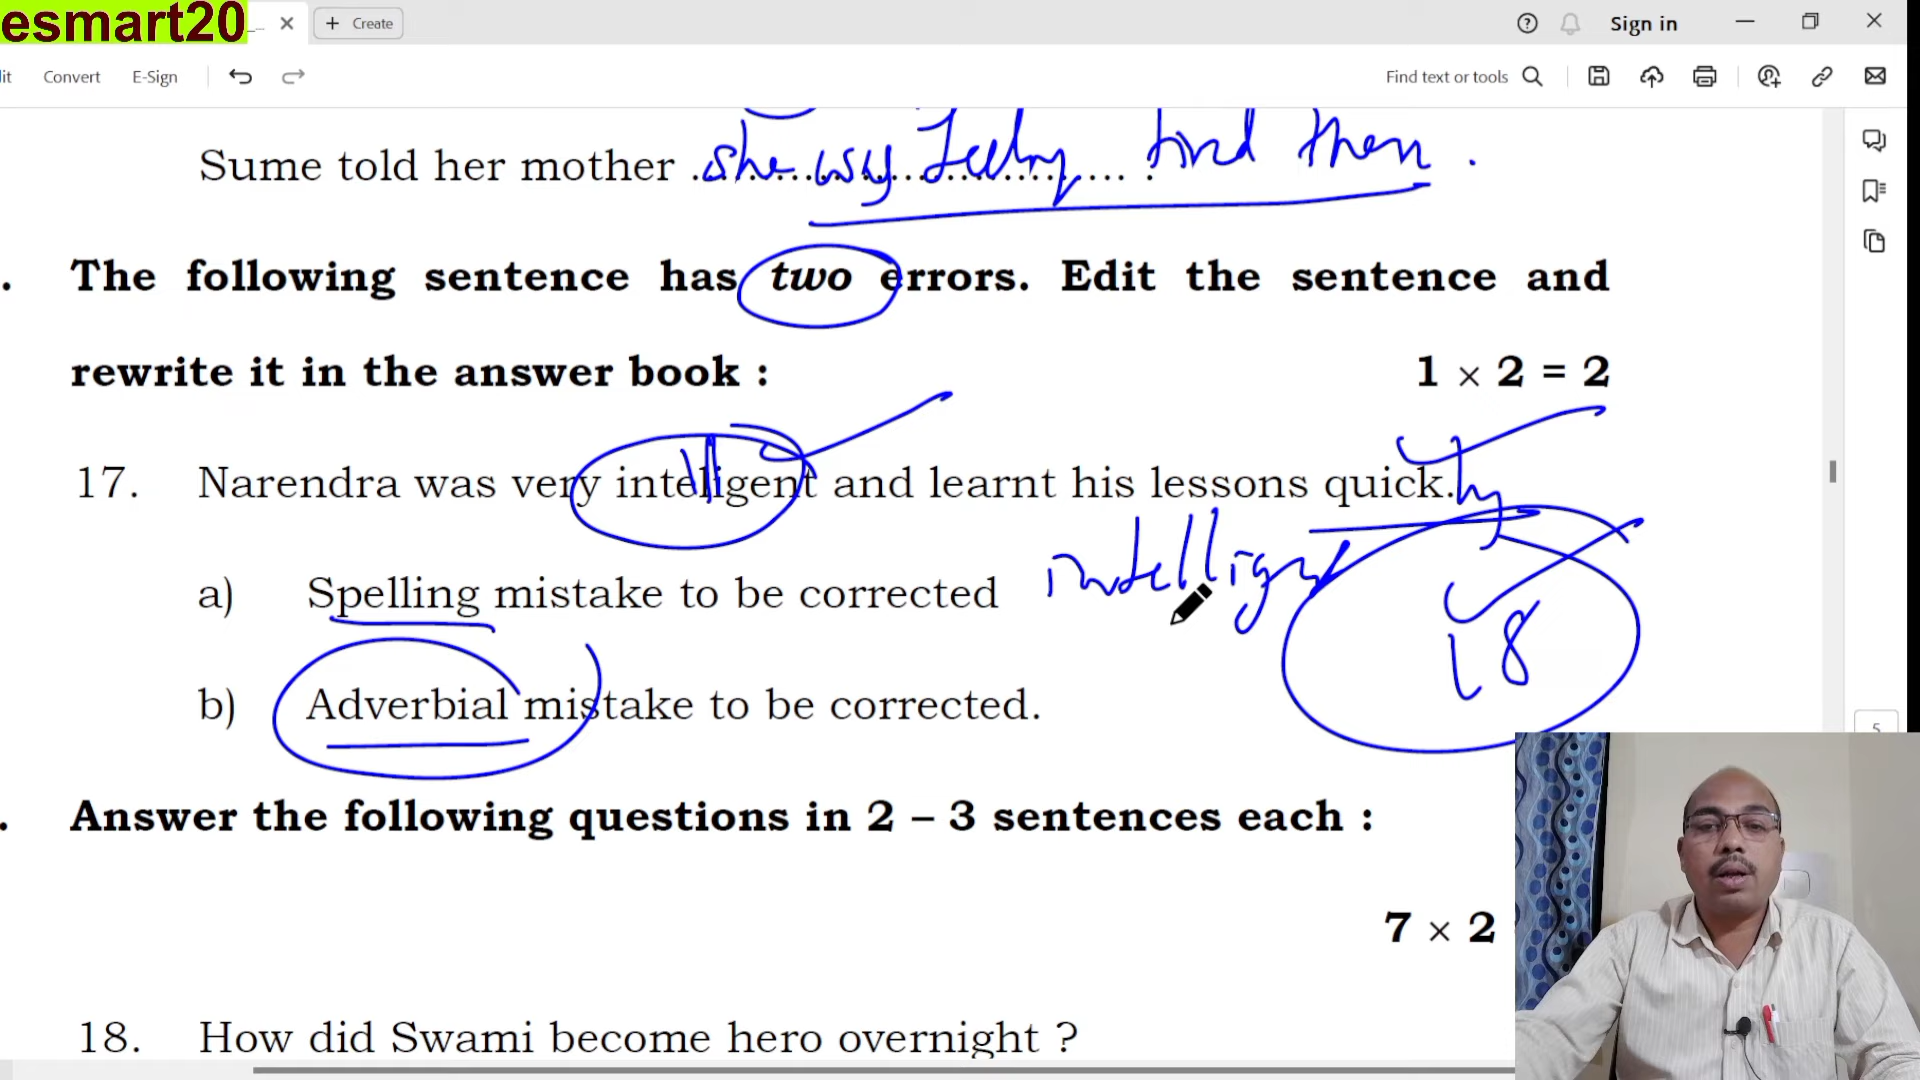 esmart20
Create
Sign in
it Convert E-Sign
Find text or tools
Sume told her mother ............................... .
she feeling tired then .
. The following sentence has two errors. Edit the sentence and
rewrite it in the answer book :
1 × 2 = 2
17. Narendra was very inteligent and learnt his lessons quick.
ll
ly
a) Spelling mistake to be corrected
b) Adverbial mistake to be corrected.
18
. Answer the following questions in 2 – 3 sentences each :
7 × 2
18. How did Swami become hero overnight ?
5